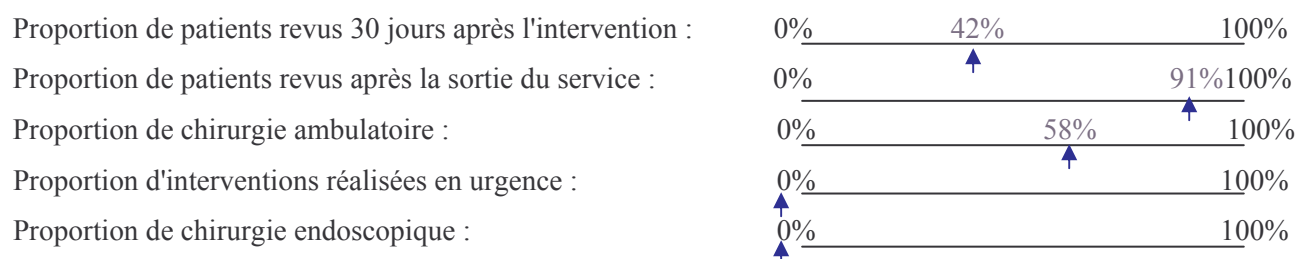 Proportion de patients revus 30 jours après l'intervention : 0% 42% 100%
Proportion de patients revus après la sortie du service : 0% 91% 100%
Proportion de chirurgie ambulatoire : 0% 58% 100%
Proportion d'interventions réalisées en urgence : 0% 100%
Proportion de chirurgie endoscopique : 0% 100%